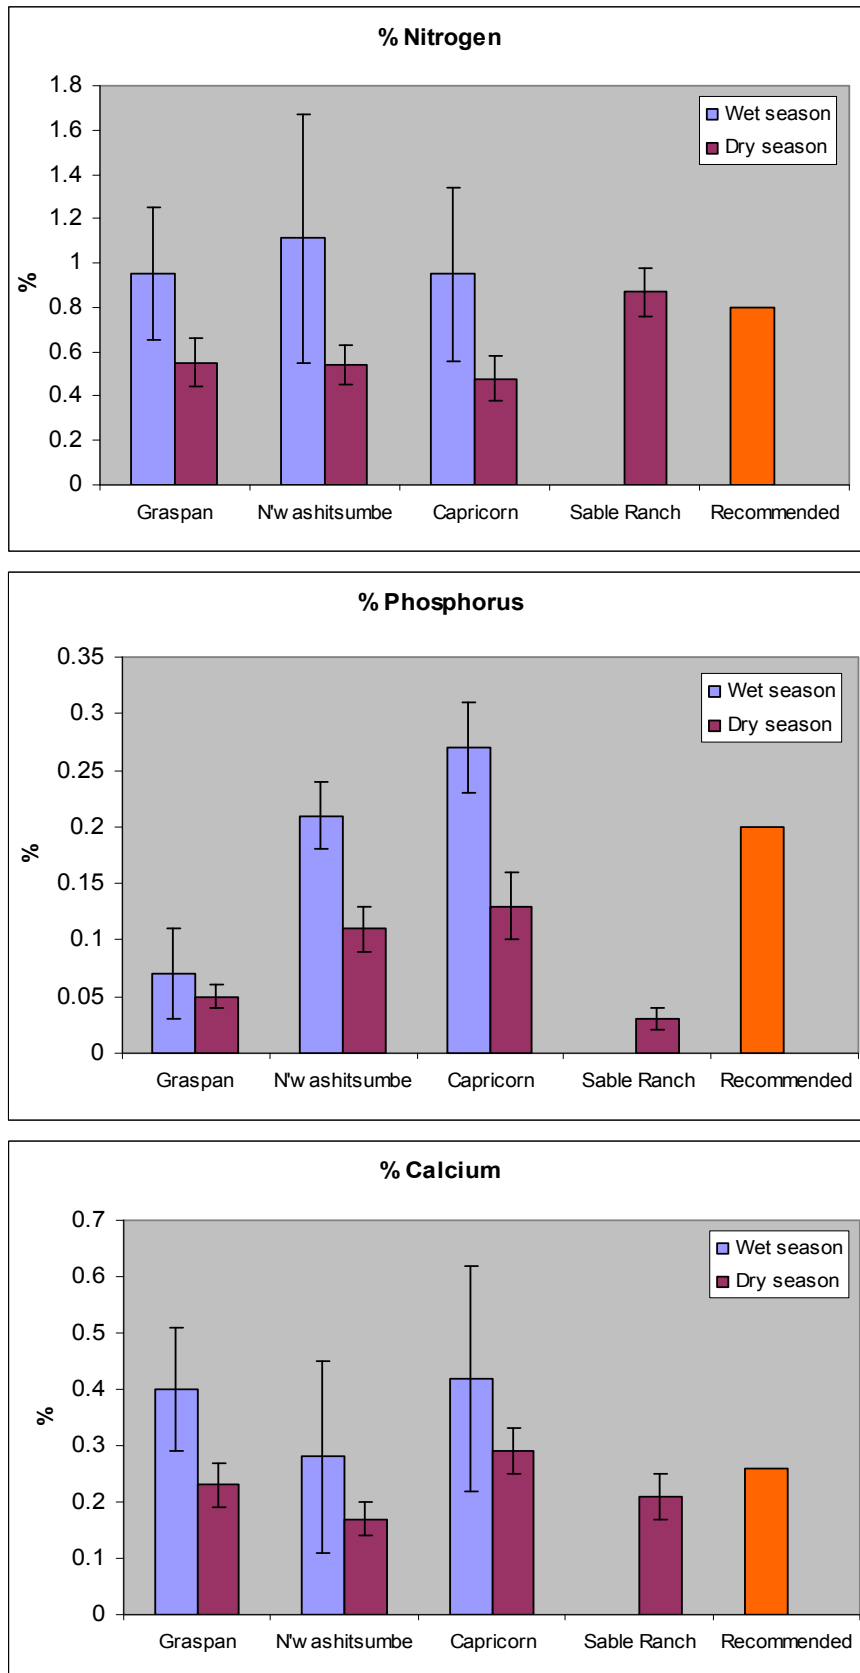 % Nitrogen
1.8
1.6
1.4
1.2
1
0.8
0.6
0.4
0.2
0
%
Wet season
Dry season
Graspan N'w ashitsumbe Capricorn Sable Ranch Recommended
% Phosphorus
0.35
0.3
0.25
0.2
0.15
0.1
0.05
0
%
Wet season
Dry season
Graspan N'w ashitsumbe Capricorn Sable Ranch Recommended
% Calcium
0.7
0.6
0.5
0.4
0.3
0.2
0.1
0
%
Wet season
Dry season
Graspan N'w ashitsumbe Capricorn Sable Ranch Recommended